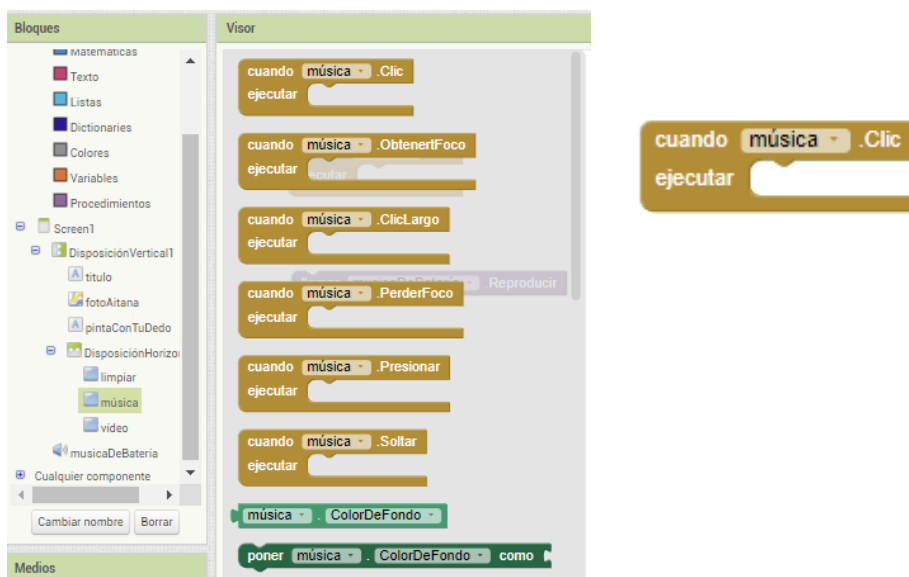 Bloques
Matemáticas
Texto
Listas
Dictionaries
Colores
Variables
Procedimientos
Screen1
DisposiciónVertical1
titulo
fotoAitana
pintaConTuDedo
DisposiciónHorizo
limpiar
música
video
musicaDeBateria
Cualquier componente
Cambiar nombre Borrar
Medios
Visor
cuando música .Clic
ejecutar
cuando música .ObtenerIFoco
ejecutar
cuando música .ClicLargo
ejecutar
.Reproducir
cuando música .PerderFoco
ejecutar
cuando música .Presionar
ejecutar
cuando música .Soltar
ejecutar
música . ColorDeFondo
poner música . ColorDeFondo como
cuando música .Clic
ejecutar